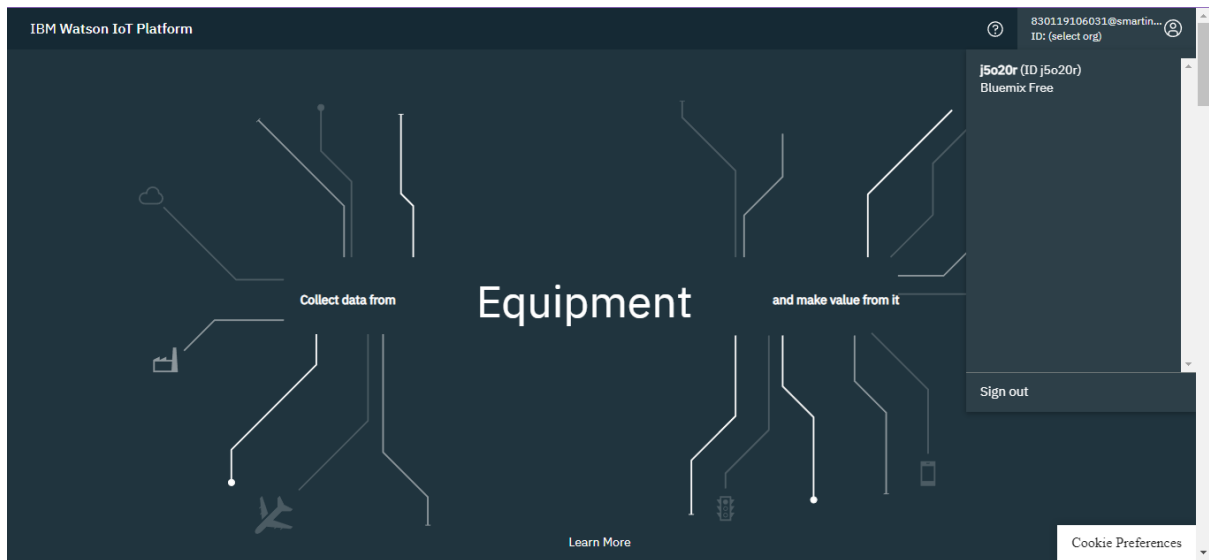 IBM Watson IoT Platform
830119106031@smartin...
ID: (select org)
j5o20r (ID j5o20r)
Bluemix Free
Collect data from
Equipment
and make value from it
Sign out
Learn More
Cookie Preferences